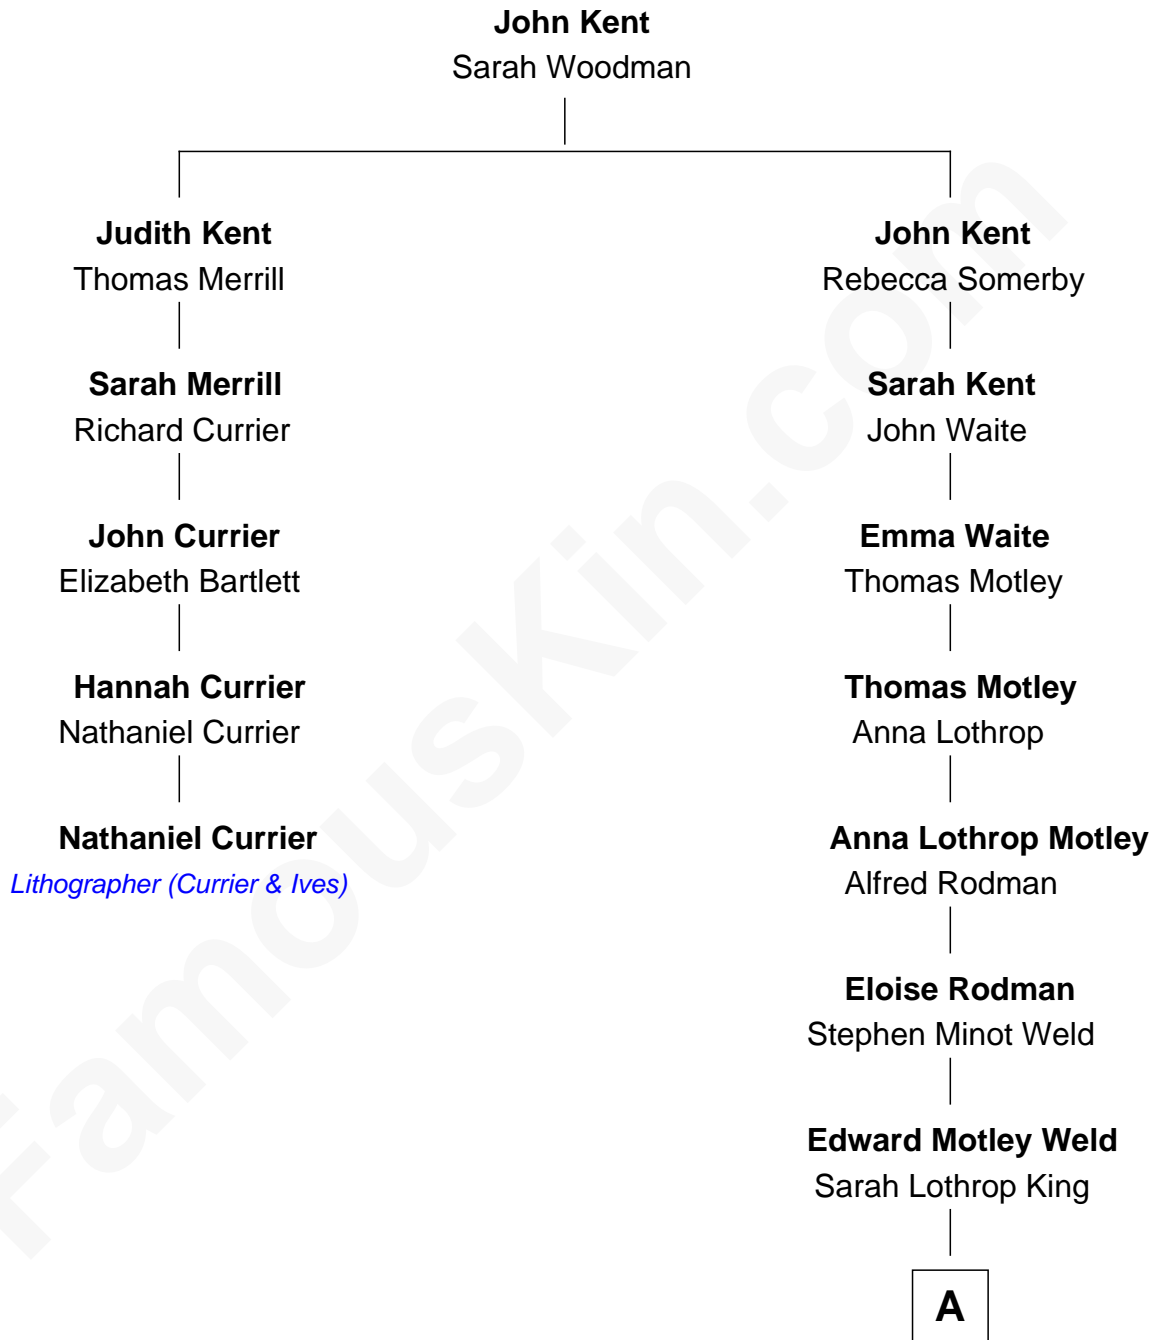 John Kent
Sarah Woodman
Judith Kent
Thomas Merrill
John Kent
Rebecca Somerby
Sarah Merrill
Richard Currier
Sarah Kent
John Waite
John Currier
Elizabeth Bartlett
Emma Waite
Thomas Motley
Hannah Currier
Nathaniel Currier
Thomas Motley
Anna Lothrop
Nathaniel Currier
Lithographer (Currier & Ives)
Anna Lothrop Motley
Alfred Rodman
Eloise Rodman
Stephen Minot Weld
Edward Motley Weld
Sarah Lothrop King
A
FamousKin.com